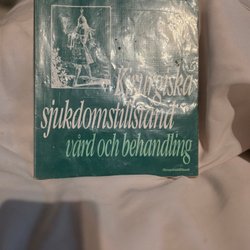 Kirurgiska
sjukdomstillstånd
vård och behandling